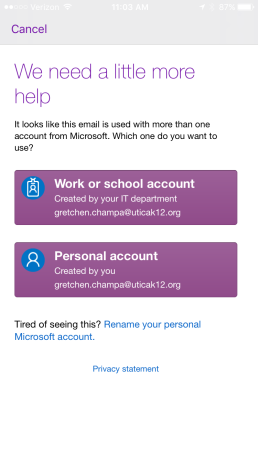 Verizon 11:07 AM 87%
Cancel
We need a little more
help
It looks like this email is used with more than one
account from Microsoft. Which one do you want to
use?
Work or school account
Created by your IT department
gretchen.champa@uticak12.org
Personal account
Created by you
gretchen.champa@uticak12.org
Tired of seeing this? Rename your personal
Microsoft account.
Privacy statement